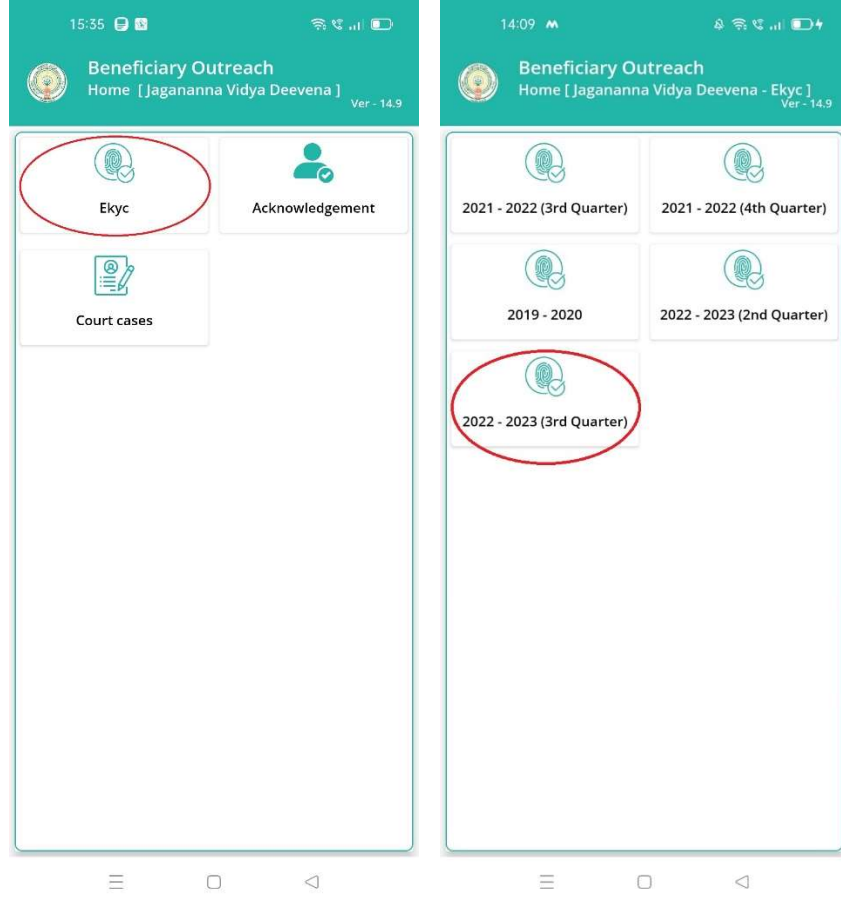 15:35
Beneficiary Outreach
Home [Jagananna Vidya Deevena ]
Ver - 14.9
Ekyc
Acknowledgement
Court cases
14:09
Beneficiary Outreach
Home [ Jagananna Vidya Deevena - Ekyc ]
Ver - 14.9
2021 - 2022 (3rd Quarter)
2021 - 2022 (4th Quarter)
2019 - 2020
2022 - 2023 (2nd Quarter)
2022 - 2023 (3rd Quarter)